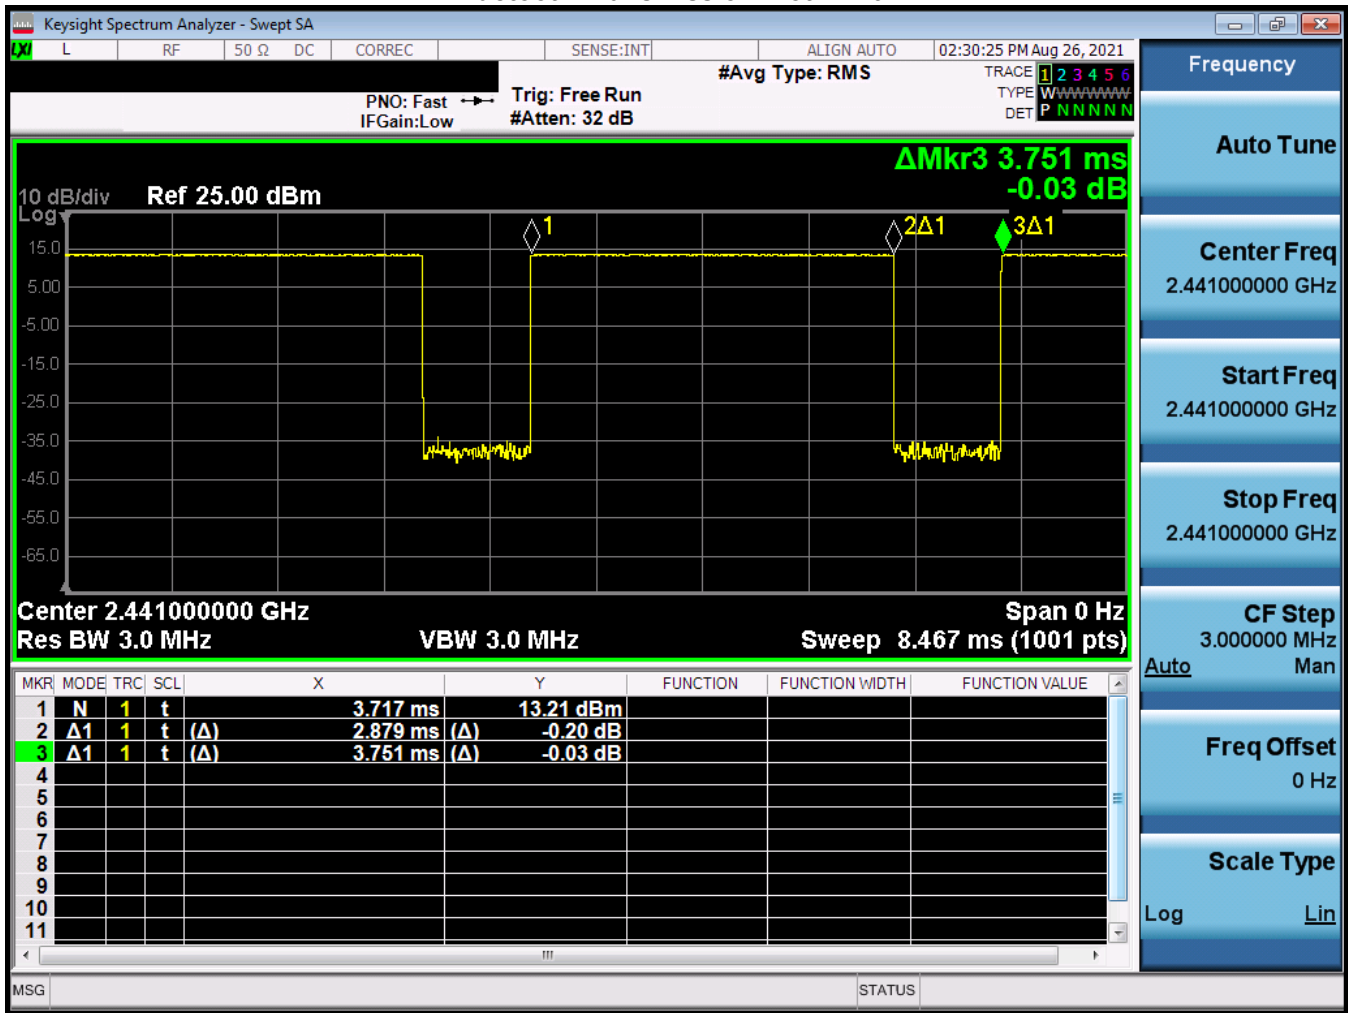 Keysight Spectrum Analyzer - Swept SA
LXI L RF 50 Ω DC CORREC SENSE:INT ALIGN AUTO 02:30:25 PM Aug 26, 2021
#Avg Type: RMS
TRACE 1 2 3 4 5 6
TYPE W W W W W W
DET P N N N N N
PNO: Fast
IFGain:Low
Trig: Free Run
#Atten: 32 dB
ΔMkr3 3.751 ms
-0.03 dB
10 dB/div Ref 25.00 dBm
Log
15.0
5.00
-5.00
-15.0
-25.0
-35.0
-45.0
-55.0
-65.0
1
2Δ1
3Δ1
Center 2.441000000 GHz Span 0 Hz
Res BW 3.0 MHz VBW 3.0 MHz Sweep 8.467 ms (1001 pts)
MKR MODE TRC SCL X Y FUNCTION FUNCTION WIDTH FUNCTION VALUE
1 N 1 t 3.717 ms 13.21 dBm
2 Δ1 1 t (Δ) 2.879 ms (Δ) -0.20 dB
3 Δ1 1 t (Δ) 3.751 ms (Δ) -0.03 dB
4
5
6
7
8
9
10
11
MSG STATUS
Frequency
Auto Tune
Center Freq
2.441000000 GHz
Start Freq
2.441000000 GHz
Stop Freq
2.441000000 GHz
CF Step
3.000000 MHz
Auto Man
Freq Offset
0 Hz
Scale Type
Log Lin